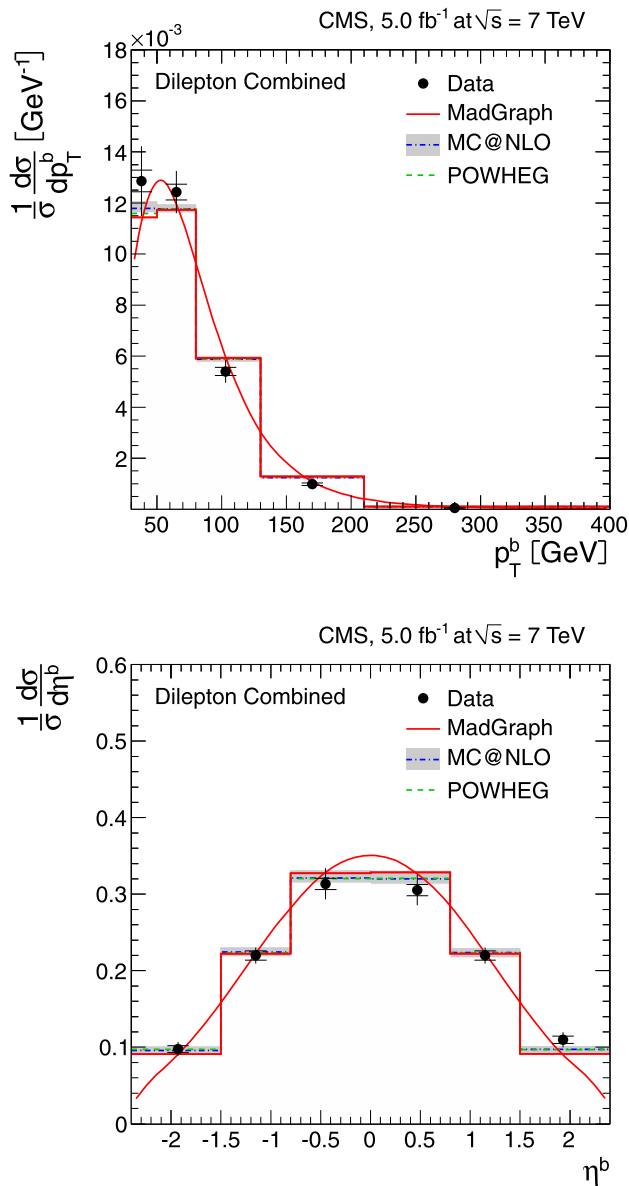 CMS, 5.0 fb⁻¹ at √s = 7 TeV
×10⁻³
18
Dilepton Combined
Data
MadGraph
MC@NLO
POWHEG
1/σ dσ/dp_T^b [GeV⁻¹]
16
14
12
10
8
6
4
2
50 100 150 200 250 300 350 400
p_T^b [GeV]
CMS, 5.0 fb⁻¹ at √s = 7 TeV
0.6
Dilepton Combined
Data
MadGraph
MC@NLO
POWHEG
1/σ dσ/dη^b
0.5
0.4
0.3
0.2
0.1
0
-2 -1 -0.5 0 0.5 1 2
η^b